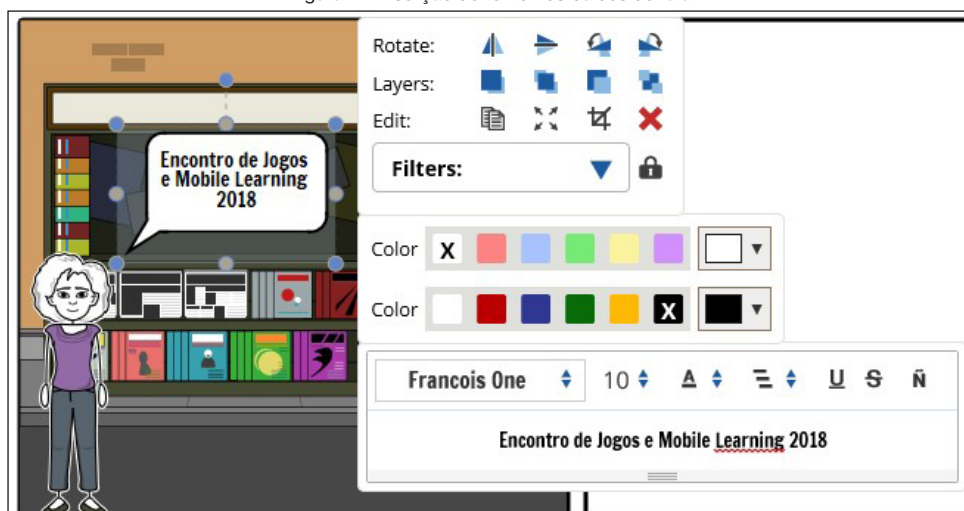 Rotate:
Layers:
Edit:
Filters:
Encontro de Jogos
e Mobile Learning
2018
Color X
Color X
Francois One 10 A U S Ñ
Encontro de Jogos e Mobile Learning 2018